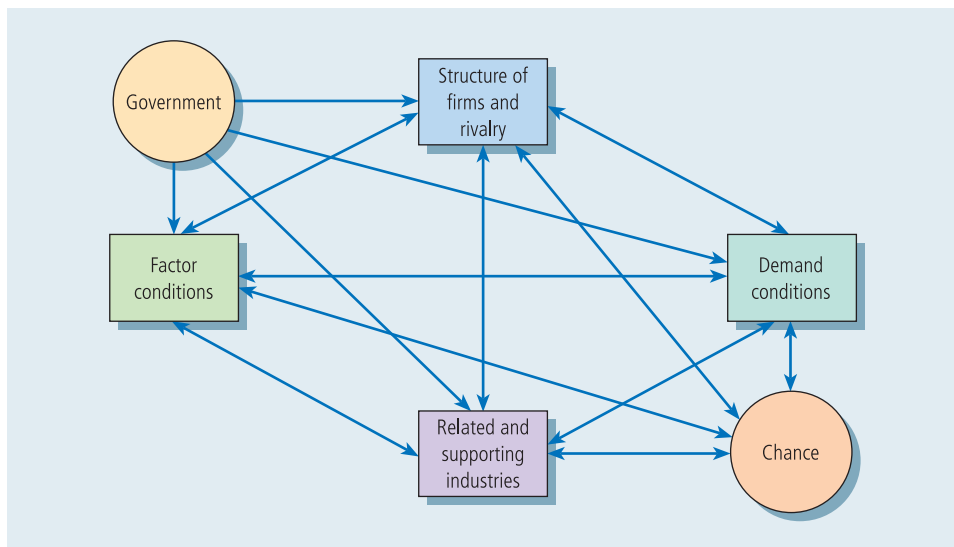 Government
Structure of
firms and
rivalry
Factor
conditions
Demand
conditions
Related and
supporting
industries
Chance